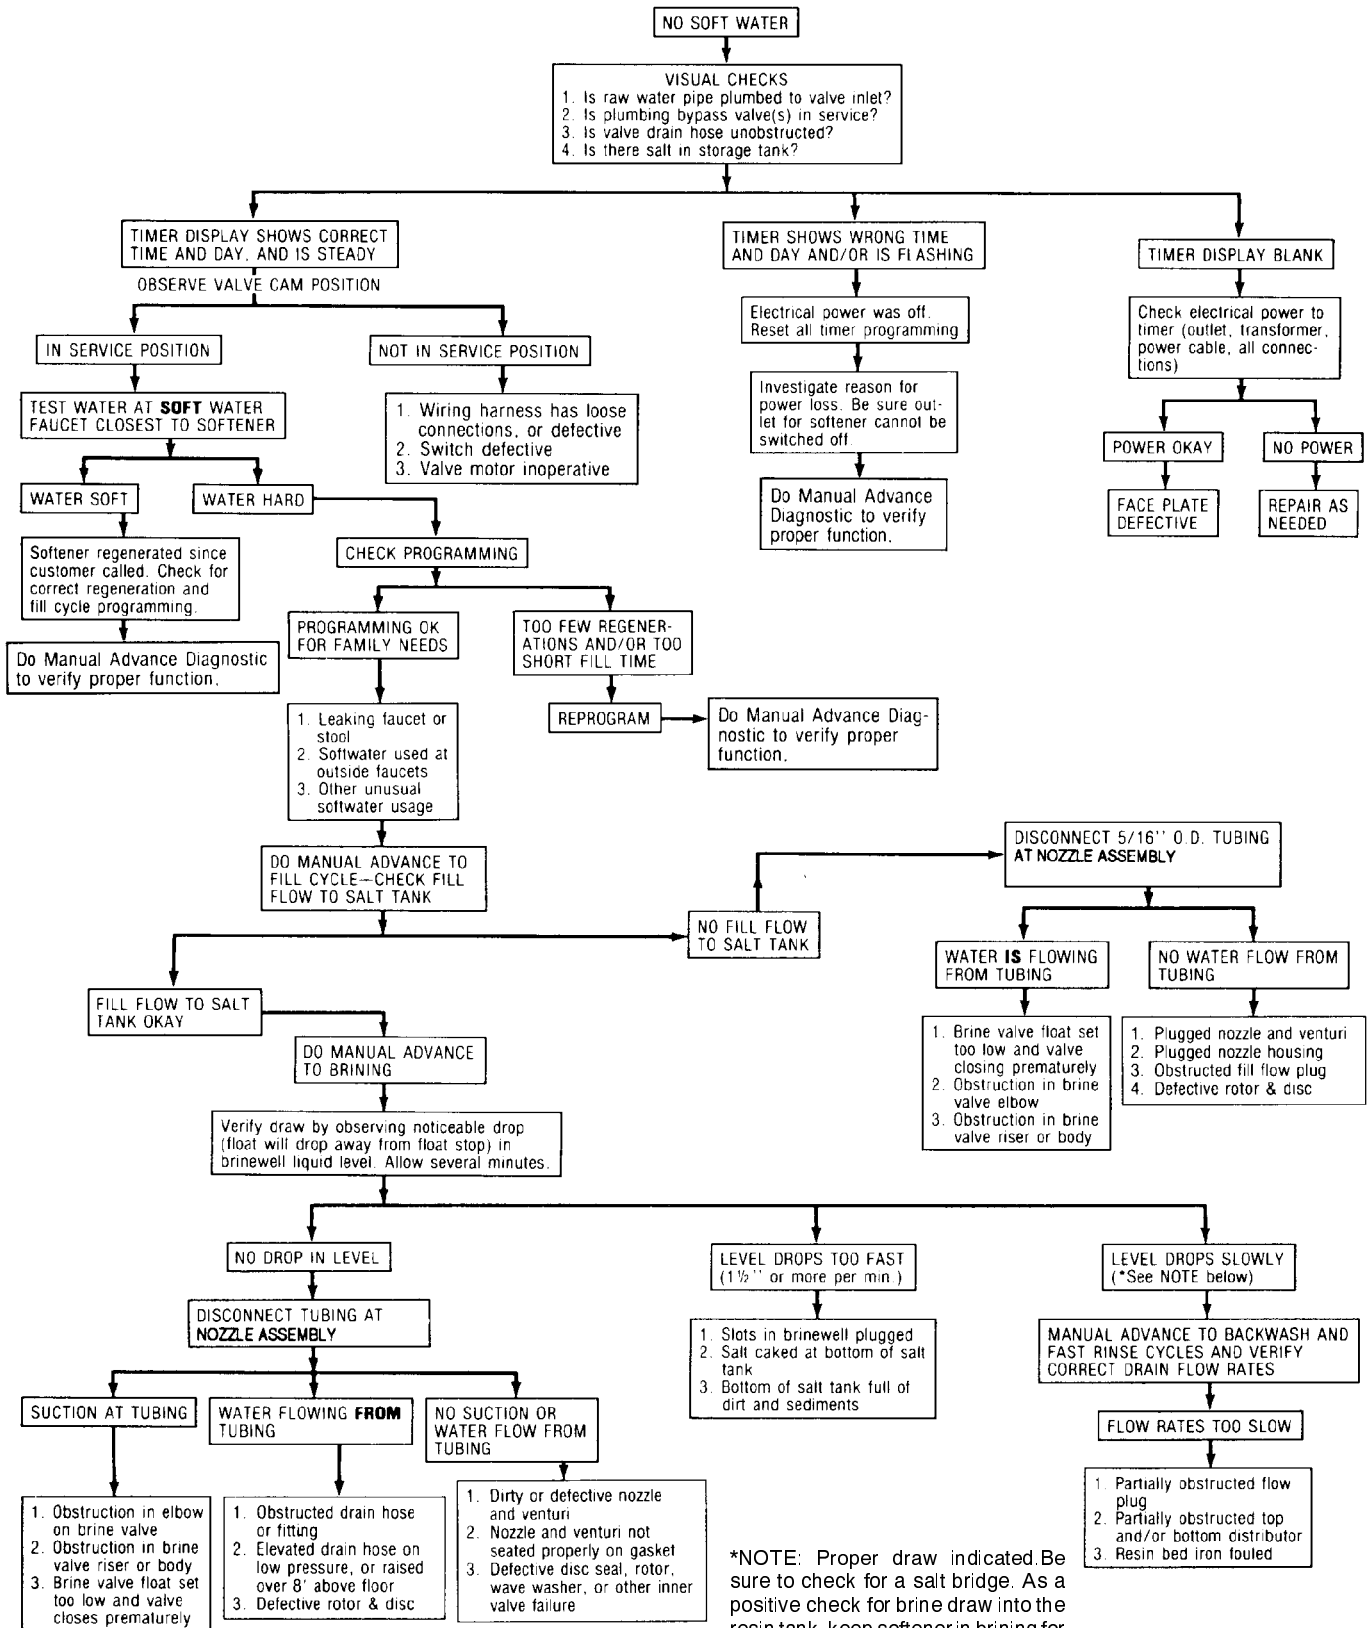 NO SOFT WATER
VISUAL CHECKS
1. Is raw water pipe plumbed to valve inlet?
2. Is plumbing bypass valve(s) in service?
3. Is valve drain hose unobstructed?
4. Is there salt in storage tank?
TIMER DISPLAY SHOWS CORRECT
TIME AND DAY, AND IS STEADY
OBSERVE VALVE CAM POSITION
TIMER SHOWS WRONG TIME
AND DAY AND/OR IS FLASHING
TIMER DISPLAY BLANK
IN SERVICE POSITION
NOT IN SERVICE POSITION
Electrical power was off.
Reset all timer programming
Check electrical power to
timer (outlet, transformer,
power cable, all connec-
tions)
TEST WATER AT SOFT WATER
FAUCET CLOSEST TO SOFTENER
1. Wiring harness has loose
connections, or defective
2. Switch defective
3. Valve motor inoperative
Investigate reason for
power loss. Be sure out-
let for softener cannot be
switched off.
POWER OKAY
NO POWER
WATER SOFT
WATER HARD
Do Manual Advance
Diagnostic to verify
proper function.
FACE PLATE
DEFECTIVE
REPAIR AS
NEEDED
Softener regenerated since
customer called. Check for
correct regeneration and
fill cycle programming.
CHECK PROGRAMMING
Do Manual Advance Diagnostic
to verify proper function.
PROGRAMMING OK
FOR FAMILY NEEDS
TOO FEW REGENER-
ATIONS AND/OR TOO
SHORT FILL TIME
1. Leaking faucet or
stool
2. Softwater used at
outside faucets
3. Other unusual
softwater usage
REPROGRAM
Do Manual Advance Diag-
nostic to verify proper
function.
DO MANUAL ADVANCE TO
FILL CYCLE—CHECK FILL
FLOW TO SALT TANK
DISCONNECT 5/16'' O.D. TUBING
AT NOZZLE ASSEMBLY
NO FILL FLOW
TO SALT TANK
WATER IS FLOWING
FROM TUBING
NO WATER FLOW FROM
TUBING
FILL FLOW TO SALT
TANK OKAY
1. Brine valve float set
too low and valve
closing prematurely
2. Obstruction in brine
valve elbow
3. Obstruction in brine
valve riser or body
1. Plugged nozzle and venturi
2. Plugged nozzle housing
3. Obstructed fill flow plug
4. Defective rotor & disc
DO MANUAL ADVANCE
TO BRINING
Verify draw by observing noticeable drop
(float will drop away from float stop) in
brinewell liquid level. Allow several minutes.
NO DROP IN LEVEL
LEVEL DROPS TOO FAST
(1½'' or more per min.)
LEVEL DROPS SLOWLY
(*See NOTE below)
DISCONNECT TUBING AT
NOZZLE ASSEMBLY
1. Slots in brinewell plugged
2. Salt caked at bottom of salt
tank
3. Bottom of salt tank full of
dirt and sediments
MANUAL ADVANCE TO BACKWASH AND
FAST RINSE CYCLES AND VERIFY
CORRECT DRAIN FLOW RATES
SUCTION AT TUBING
WATER FLOWING FROM
TUBING
NO SUCTION OR
WATER FLOW FROM
TUBING
FLOW RATES TOO SLOW
1. Obstruction in elbow
on brine valve
2. Obstruction in brine
valve riser or body
3. Brine valve float set
too low and valve
closes prematurely
1. Obstructed drain hose
or fitting
2. Elevated drain hose on
low pressure, or raised
over 8' above floor
3. Defective rotor & disc
1. Dirty or defective nozzle
and venturi
2. Nozzle and venturi not
seated properly on gasket
3. Defective disc seal, rotor,
wave washer, or other inner
valve failure
1. Partially obstructed flow
plug
2. Partially obstructed top
and/or bottom distributor
3. Resin bed iron fouled
*NOTE: Proper draw indicated.Be
sure to check for a salt bridge. As a
positive check for brine draw into the
resin tank, keep softener in brining for